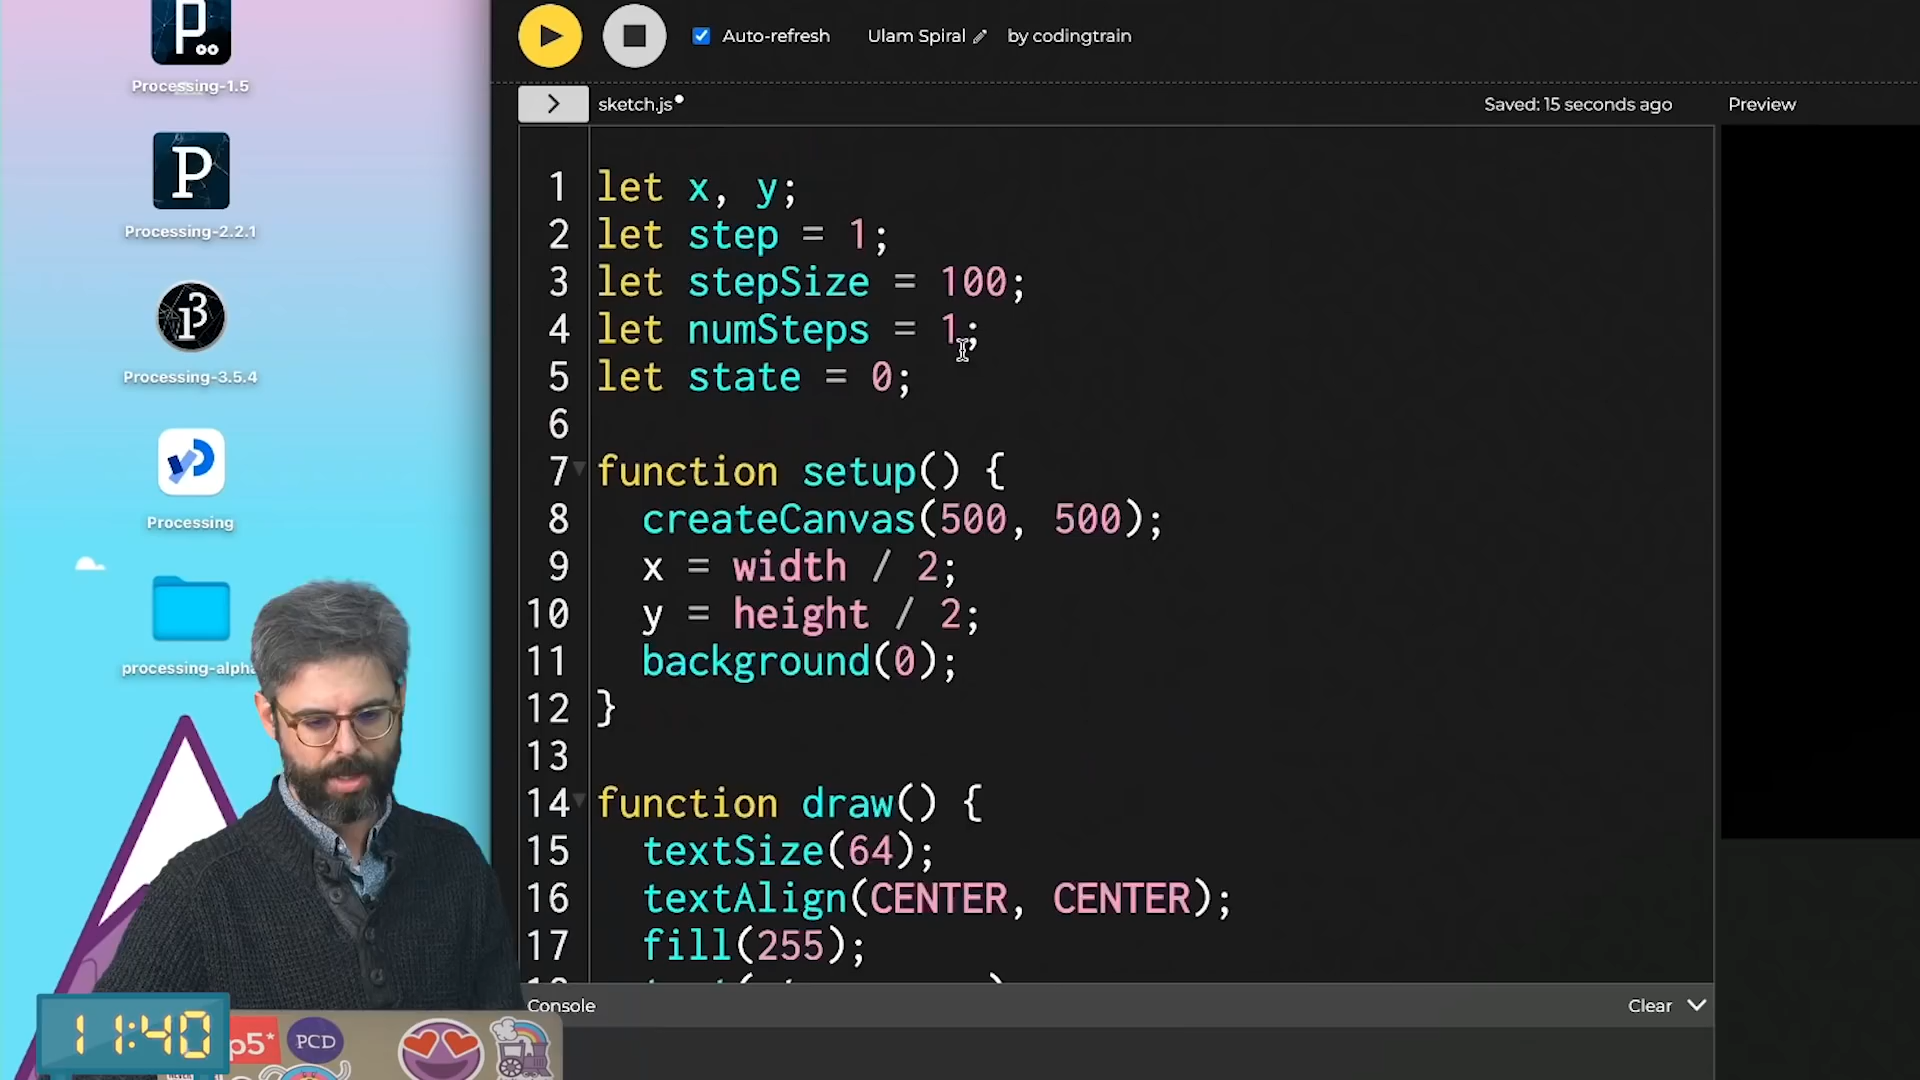 Processing-1.5
Processing-2.2.1
Processing-3.5.4
Processing
processing-alpha
Auto-refresh
Ulam Spiral
by codingtrain
sketch.js
Saved: 15 seconds ago
Preview
1 let x, y;
2 let step = 1;
3 let stepSize = 100;
4 let numSteps = 1;
5 let state = 0;
6
7 function setup() {
8 createCanvas(500, 500);
9 x = width / 2;
10 y = height / 2;
11 background(0);
12 }
13
14 function draw() {
15 textSize(64);
16 textAlign(CENTER, CENTER);
17 fill(255);
Console
Clear
11:40
p5*
PCD